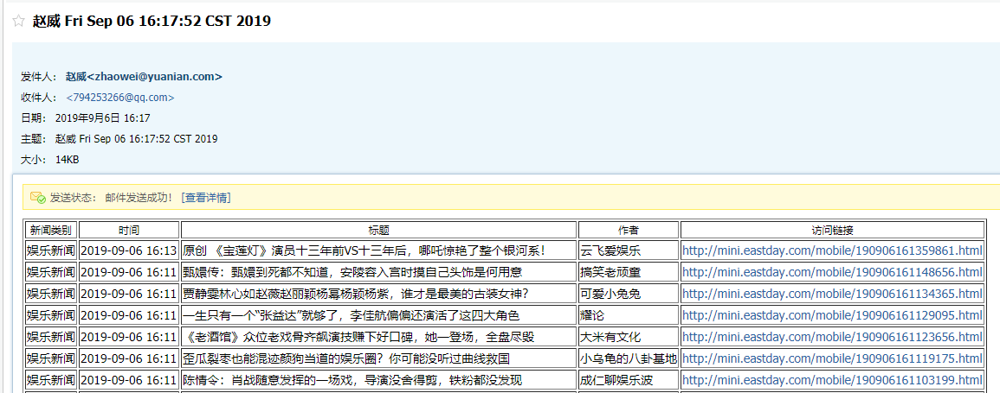 赵威 Fri Sep 06 16:17:52 CST 2019
发件人： 赵威<zhaowei@yuanian.com>
收件人： <794253266@qq.com>
日期： 2019年9月6日 16:17
主题： 赵威 Fri Sep 06 16:17:52 CST 2019
大小： 14KB
发送状态： 邮件发送成功！ [查看详情]
新闻类别 时间 标题 作者 访问链接
娱乐新闻 2019-09-06 16:13 原创 《宝莲灯》演员十三年前VS十三年后，哪吒惊艳了整个银河系！ 云飞爱娱乐 http://mini.eastday.com/mobile/190906161359861.html
娱乐新闻 2019-09-06 16:11 甄嬛传：甄嬛到死都不知道，安陵容入宫时摸自己头饰是何用意 搞笑老顽童 http://mini.eastday.com/mobile/190906161148656.html
娱乐新闻 2019-09-06 16:11 贾静雯林心如赵薇赵丽颖杨幂杨颖杨紫，谁才是最美的古装女神？ 可爱小兔兔 http://mini.eastday.com/mobile/190906161134365.html
娱乐新闻 2019-09-06 16:11 一生只有一个“张益达”就够了，李佳航偏偏还演活了这四大角色 耀论 http://mini.eastday.com/mobile/190906161129095.html
娱乐新闻 2019-09-06 16:11 《老酒馆》众位老戏骨齐飙演技赚下好口碑，她一登场，全盘尽毁 大米有文化 http://mini.eastday.com/mobile/190906161123656.html
娱乐新闻 2019-09-06 16:11 歪瓜裂枣也能混迹颜狗当道的娱乐圈？你可能没听过曲线救国 小乌龟的八卦基地 http://mini.eastday.com/mobile/190906161119175.html
娱乐新闻 2019-09-06 16:11 陈情令：肖战随意发挥的一场戏，导演没舍得剪，铁粉都没发现 成仁聊娱乐波 http://mini.eastday.com/mobile/190906161103199.html